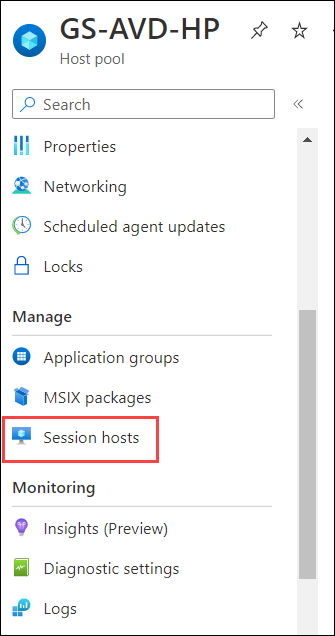 GS-AVD-HP
Host pool
Search
Properties
Networking
Scheduled agent updates
Locks
Manage
Application groups
MSIX packages
Session hosts
Monitoring
Insights (Preview)
Diagnostic settings
Logs